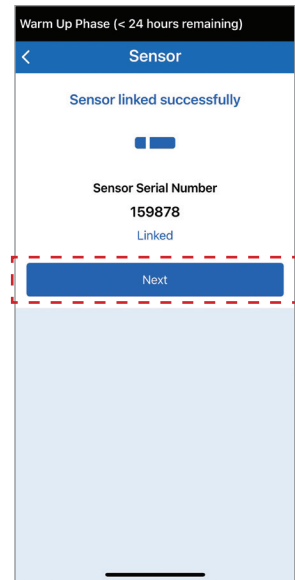 Warm Up Phase (< 24 hours remaining)
Sensor
Sensor linked successfully
Sensor Serial Number
159878
Linked
Next